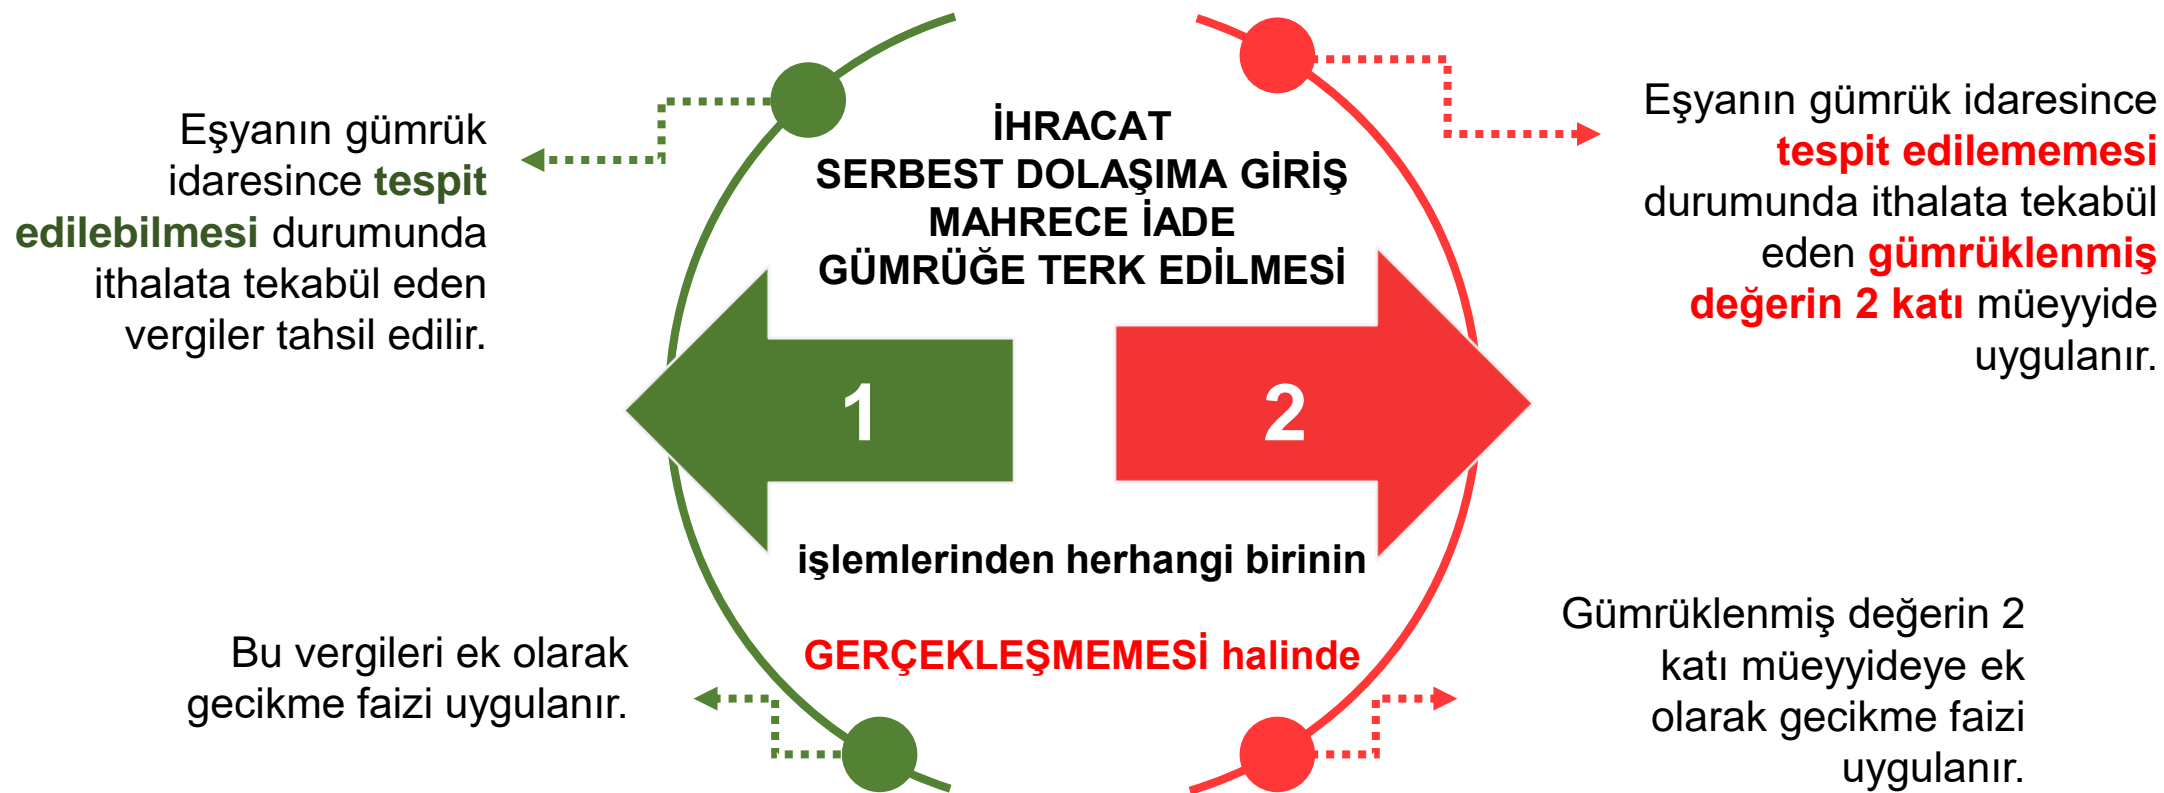 İHRACAT
SERBEST DOLAŞIMA GİRİŞ
MAHRECE İADE
GÜMRÜĞE TERK EDİLMESİ
1
2
işlemlerinden herhangi birinin
GERÇEKLEŞMEMESİ halinde
Eşyanın gümrük
idaresince tespit
edilebilmesi durumunda
ithalata tekabül eden
vergiler tahsil edilir.
Bu vergileri ek olarak
gecikme faizi uygulanır.
Eşyanın gümrük idaresince
tespit edilememesi
durumunda ithalata tekabül
eden gümrüklenmiş
değerin 2 katı müeyyide
uygulanır.
Gümrüklenmiş değerin 2
katı müeyyideye ek
olarak gecikme faizi
uygulanır.